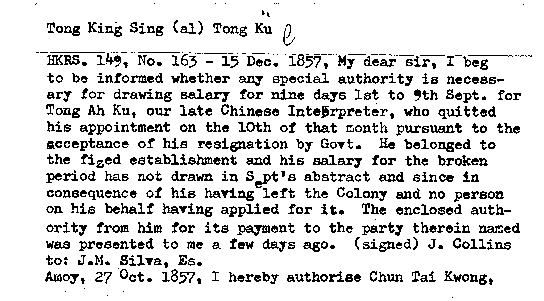 Tong King Sing (al) Tong Ku
HKRS. 149, No. 163 - 15 Dec. 1857, My dear sir, I beg
to be informed whether any special authority is necess-
ary for drawing salary for nine days 1st to 9th Sept. for
Tong Ah Ku, our late Chinese Interpreter, who quitted
his appointment on the 10th of that month pursuant to the
acceptance of his resignation by Govt. He belonged to
the fixed establishment and his salary for the broken
period has not drawn in Sept's abstract and since in
consequence of his having left the Colony and no person
on his behalf having applied for it. The enclosed auth-
ority from him for its payment to the party therein named
was presented to me a few days ago. (signed) J. Collins
to: J.M. Silva, Es.
Amoy, 27 Oct. 1857, I hereby authorise Chun Tai Kwong,